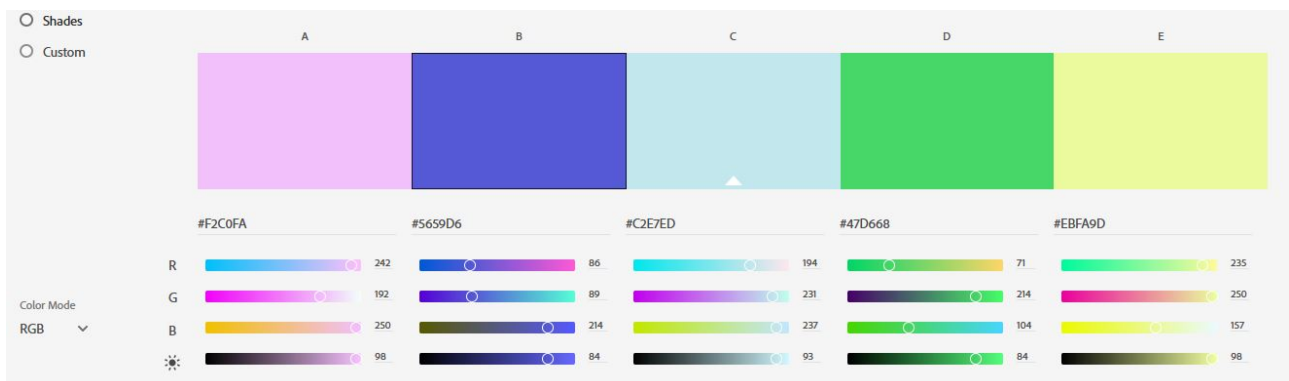 Shades
Custom
A B C D E
#F2C0FA #5659D6 #C2E7ED #47D668 #EBFA9D
R 242 86 194 71 235
G 192 89 231 214 250
Color Mode
RGB
B 250 214 237 104 157
98 84 93 84 98